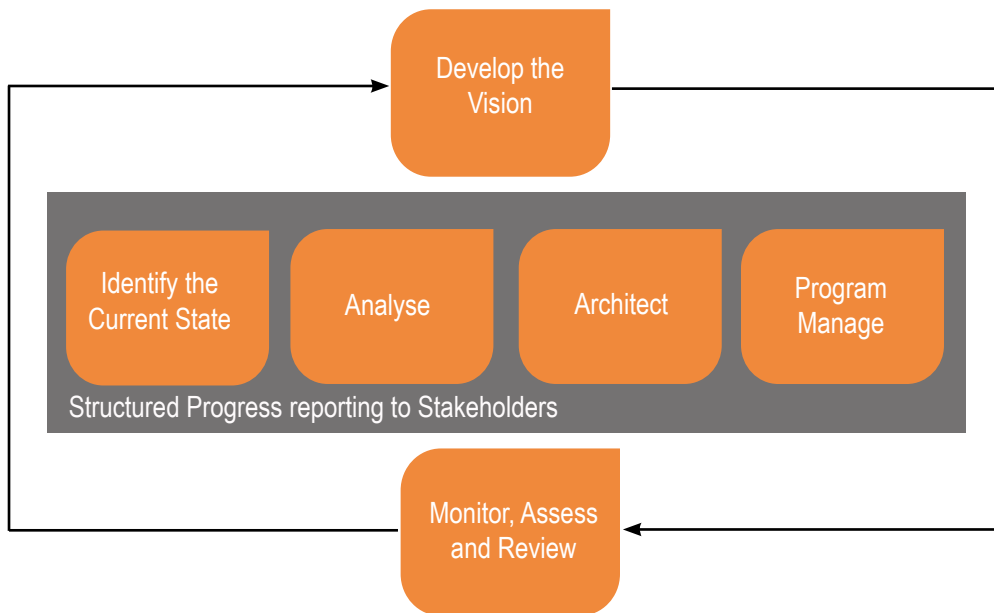 Develop the
Vision
Identify the
Current State
Analyse
Architect
Program
Manage
Structured Progress reporting to Stakeholders
Monitor, Assess
and Review